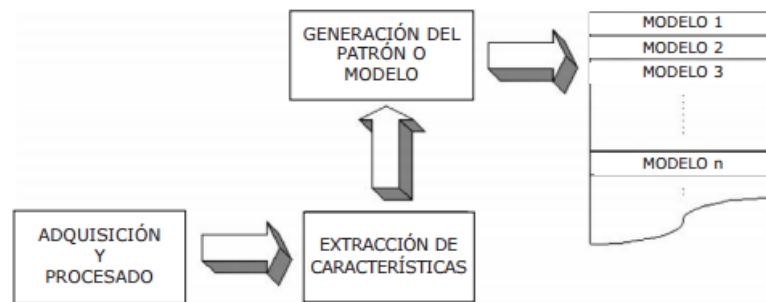 GENERACIÓN DEL
PATRÓN O
MODELO
MODELO 1
MODELO 2
MODELO 3
MODELO n
ADQUISICIÓN
Y
PROCESADO
EXTRACCIÓN DE
CARACTERÍSTICAS